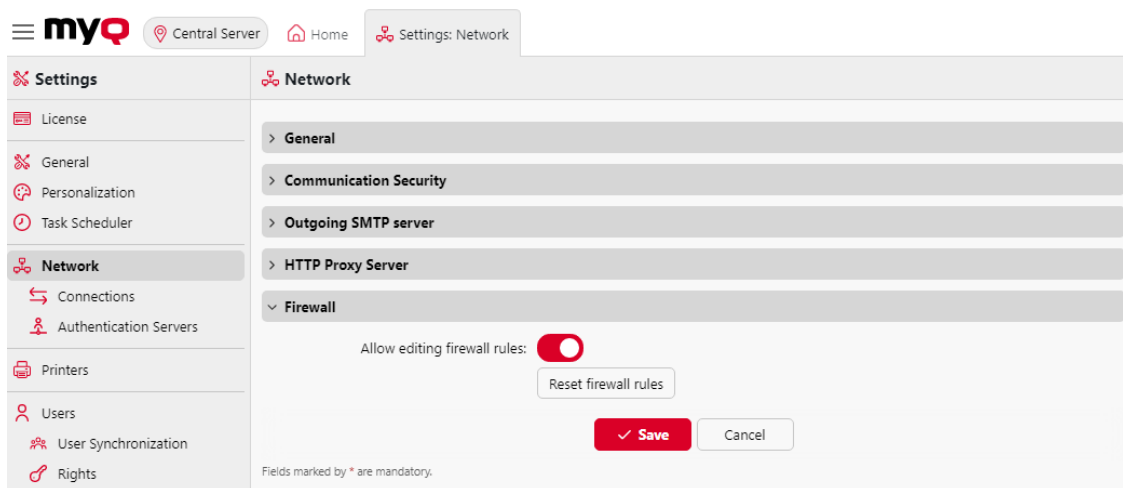 myQ
Central Server
Home
Settings: Network
Settings
License
General
Personalization
Task Scheduler
Network
Connections
Authentication Servers
Printers
Users
User Synchronization
Rights
Network
General
Communication Security
Outgoing SMTP server
HTTP Proxy Server
Firewall
Allow editing firewall rules:
Reset firewall rules
Save
Cancel
Fields marked by * are mandatory.